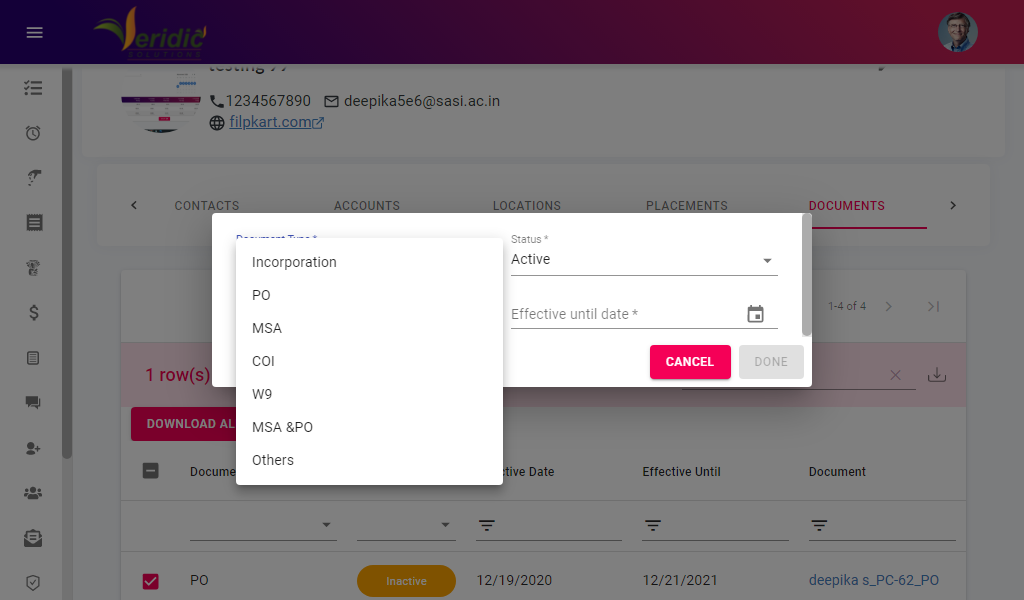 eridic
SOLUTIONS
testing 99
1234567890 deepika5e6@sasi.ac.in
filpkart.com
CONTACTS ACCOUNTS LOCATIONS PLACEMENTS DOCUMENTS
Document Type * Status *
Active
Incorporation
PO
MSA
COI
W9
MSA &PO
Others
Effective until date *
1-4 of 4
CANCEL DONE
1 row(s)
DOWNLOAD AL
Docume ctive Date Effective Until Document
PO Inactive 12/19/2020 12/21/2021 deepika s_PC-62_PO